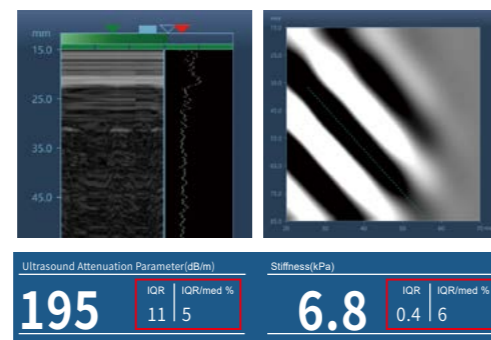 mm
15.0
25.0
35.0
45.0
Ultrasound Attenuation Parameter(dB/m)
195
IQR IQR/med %
11 5
Stiffness(kPa)
6.8
IQR IQR/med %
0.4 6